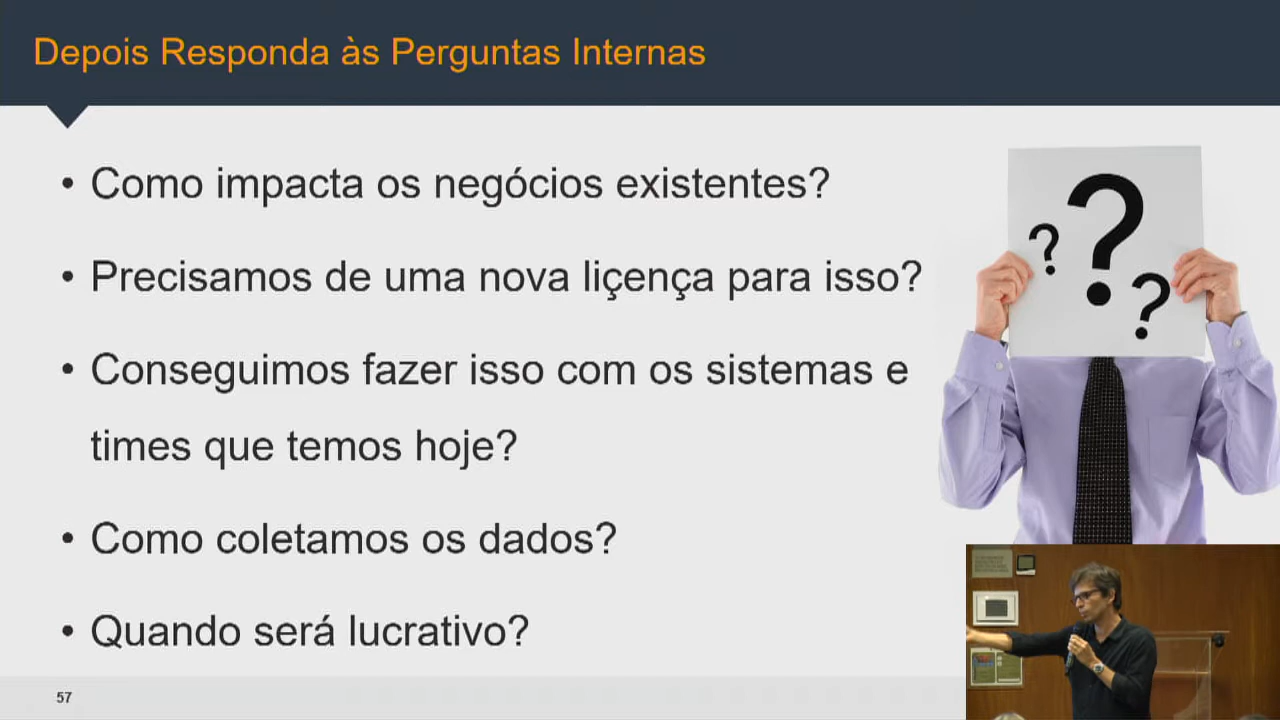 Depois Responda às Perguntas Internas
• Como impacta os negócios existentes?
• Precisamos de uma nova liçença para isso?
• Conseguimos fazer isso com os sistemas e
times que temos hoje?
• Como coletamos os dados?
• Quando será lucrativo?
57
? ? ?